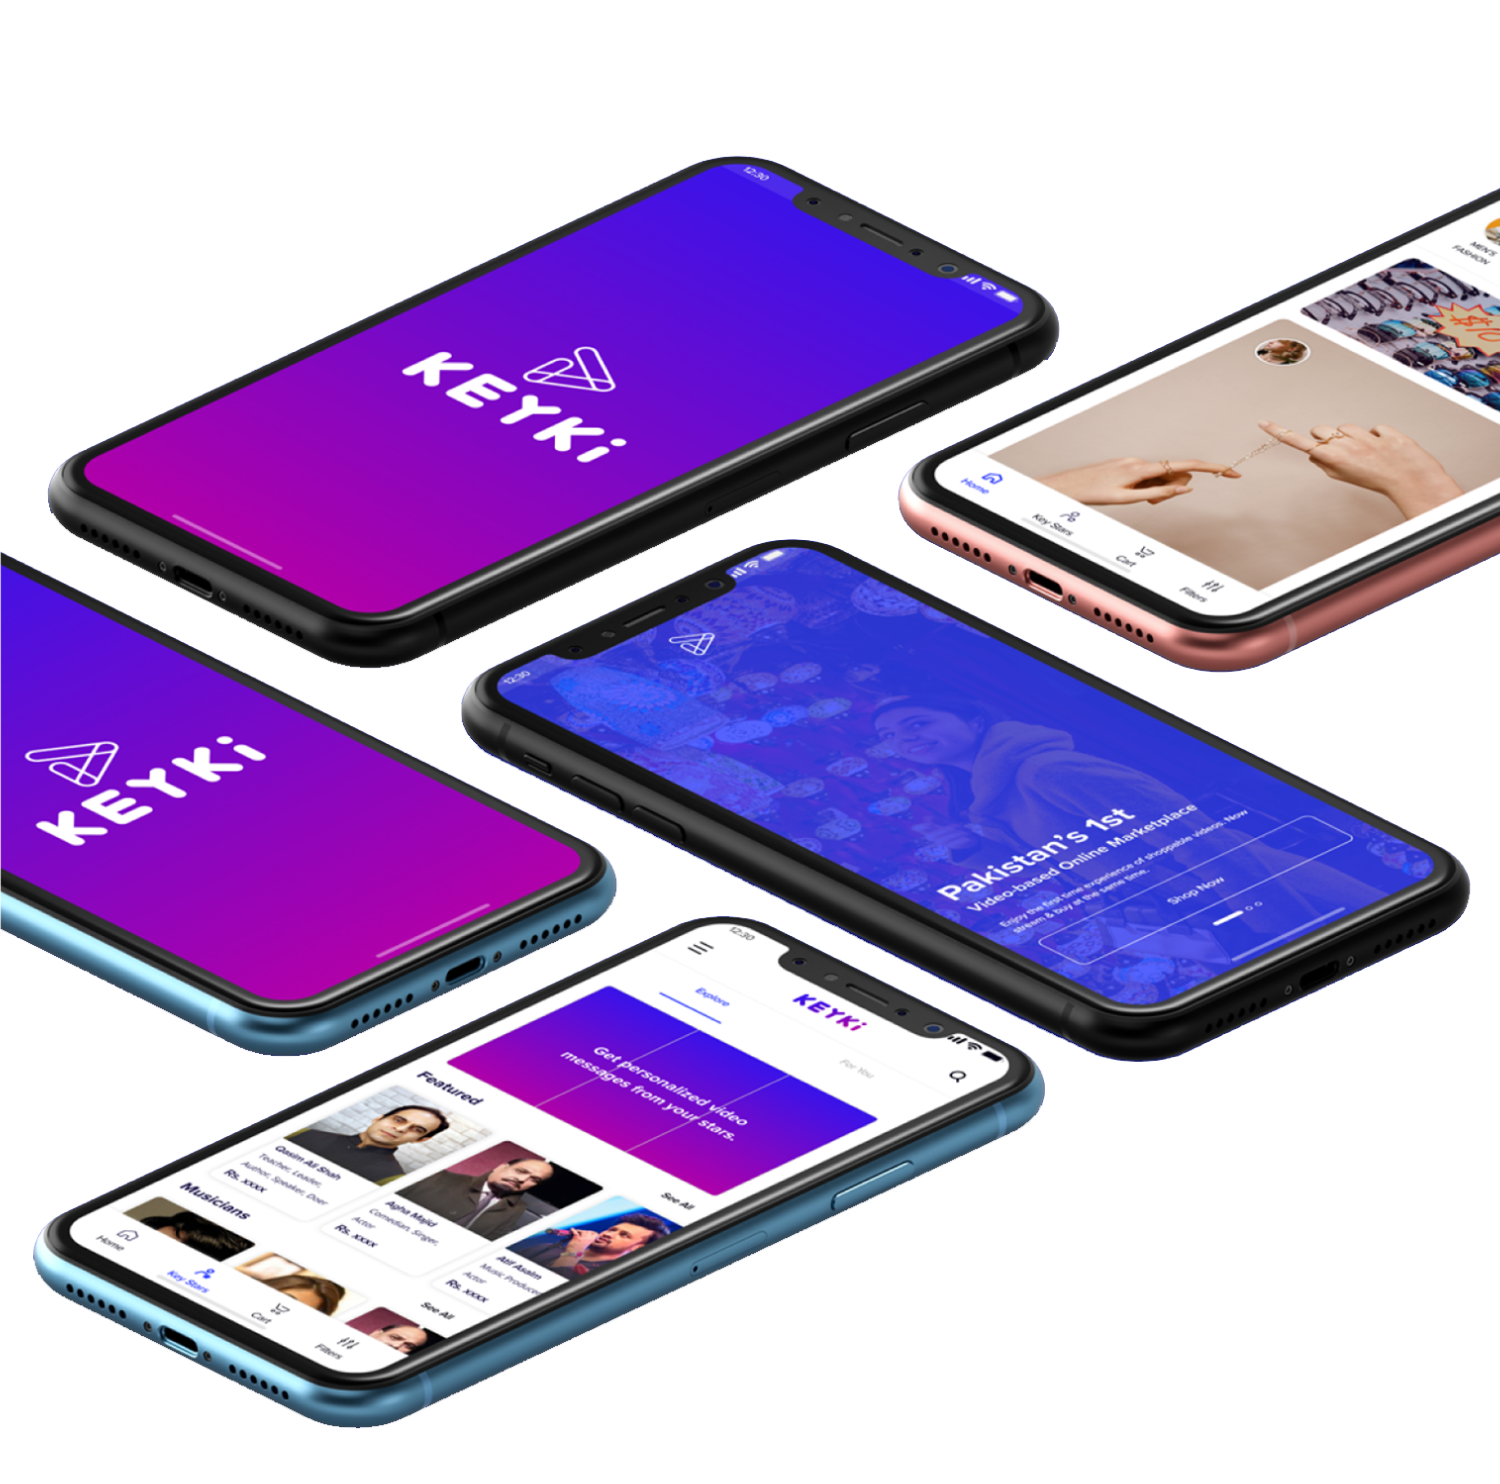 12:30
KEYKi
MEN'S
FASHION
$10
Home
Key Stars
Cart
Filters
KEYKi
12:30
Pakistan's 1st
Video-based Online Marketplace
Enjoy the first time experience of shoppable videos. Now
stream & buy at the same time.
Shop Now
12:30
KEYKi
Explore
For You
Get personalized video
messages from your stars.
Featured
See All
Qasim Ali Shah
Teacher, Leader,
Author, Speaker, Doer
Rs. xxxx
Agha Majid
Comedian, Singer,
Actor
Rs. xxxx
Atif Asaim
Music Producer
Actor
Rs. xxxx
Musicians
See All
Home
Key Stars
Cart
Filters